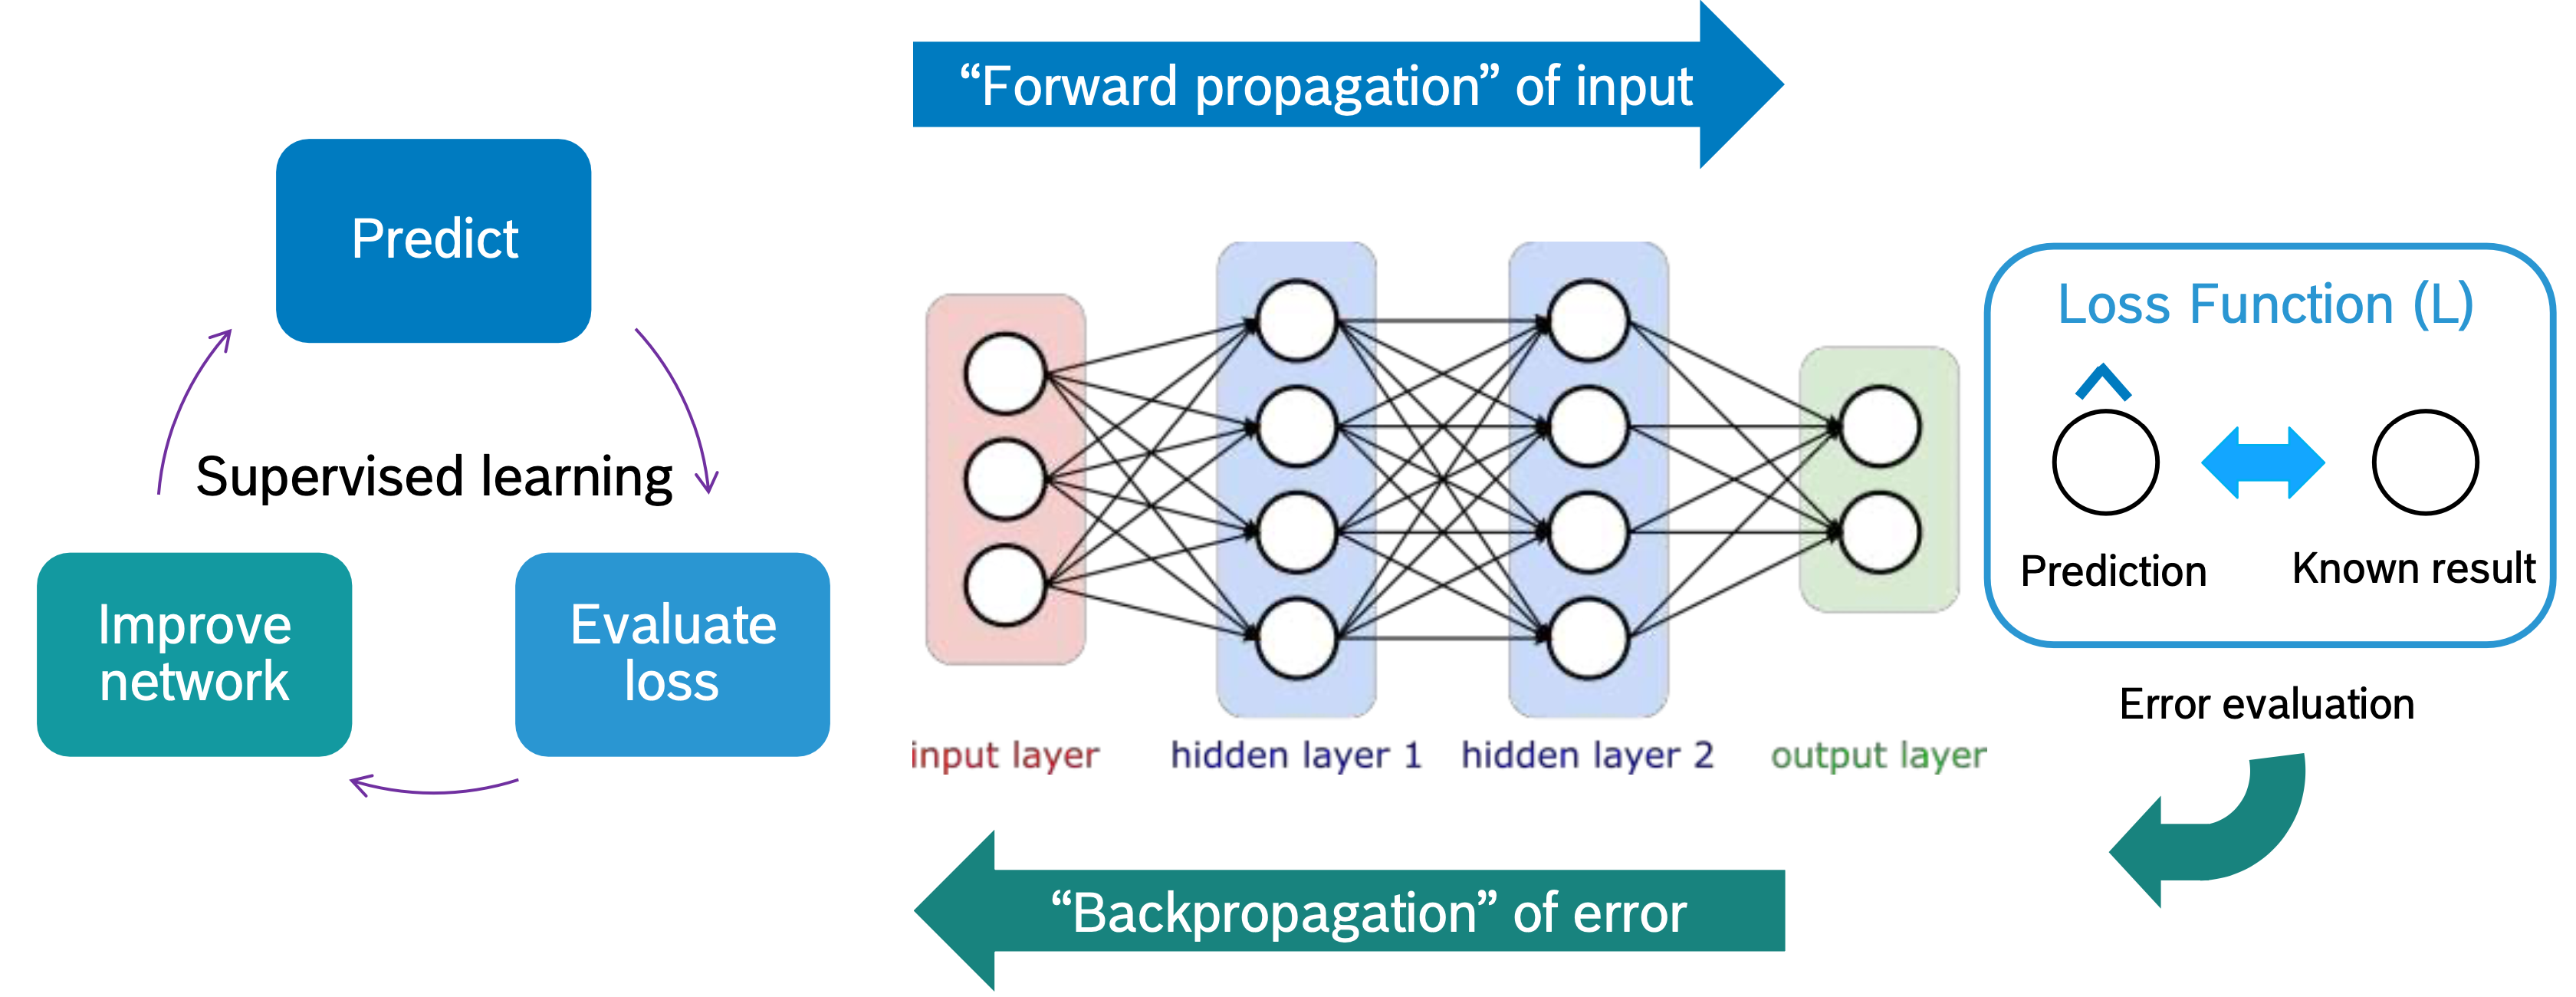 “Forward propagation” of input
Predict
Supervised learning
Improve
network
Evaluate
loss
input layer
hidden layer 1
hidden layer 2
output layer
Loss Function (L)
Prediction
Known result
Error evaluation
“Backpropagation” of error